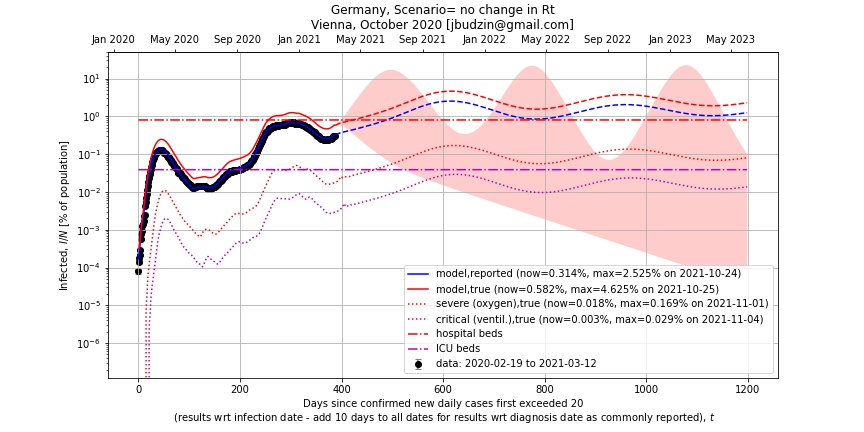 Germany, Scenario= no change in Rt
Vienna, October 2020 [jbudzin@gmail.com]
Jan 2020 May 2020 Sep 2020 Jan 2021 May 2021 Sep 2021 Jan 2022 May 2022 Sep 2022 Jan 2023 May 2023
10¹
10⁰
10⁻¹
10⁻²
10⁻³
10⁻⁴
10⁻⁵
10⁻⁶
Infected, I/N [% of population]
model,reported (now=0.314%, max=2.525% on 2021-10-24)
model,true (now=0.582%, max=4.625% on 2021-10-25)
severe (oxygen),true (now=0.018%, max=0.169% on 2021-11-01)
critical (ventil.),true (now=0.003%, max=0.029% on 2021-11-04)
hospital beds
ICU beds
data: 2020-02-19 to 2021-03-12
0 200 400 600 800 1000 1200
Days since confirmed new daily cases first exceeded 20
(results wrt infection date - add 10 days to all dates for results wrt diagnosis date as commonly reported), t